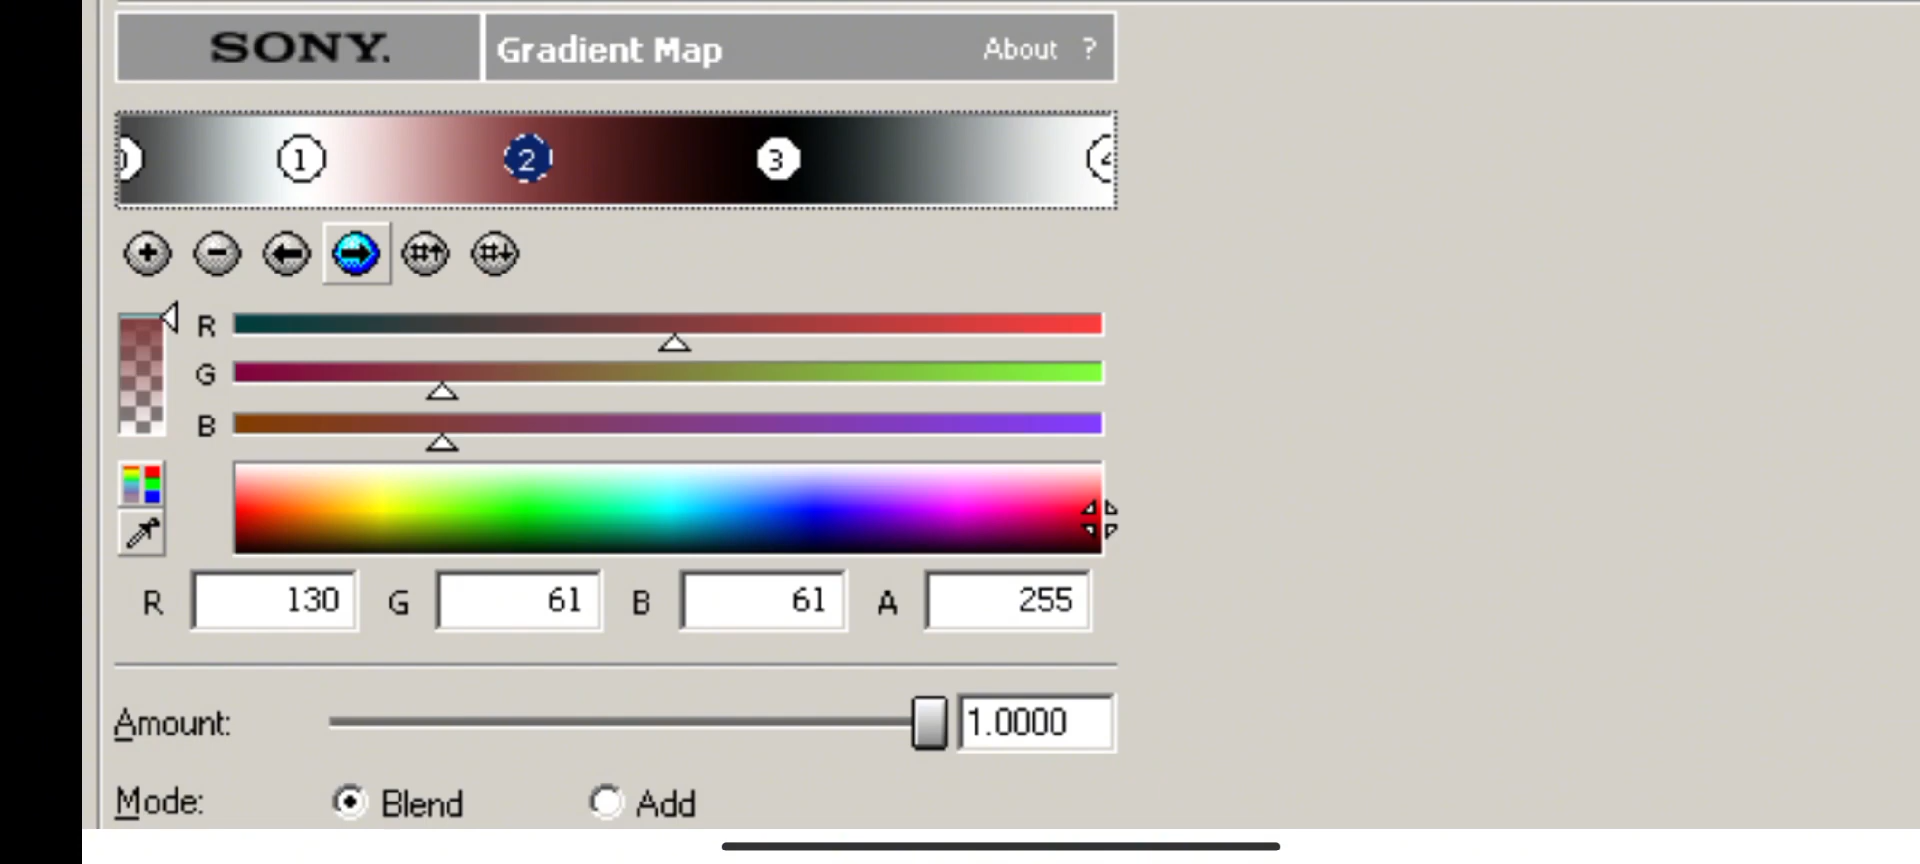 SONY. Gradient Map About ?
1 2 3
R
G
B
R 130 G 61 B 61 A 255
Amount: 1.0000
Mode: Blend Add